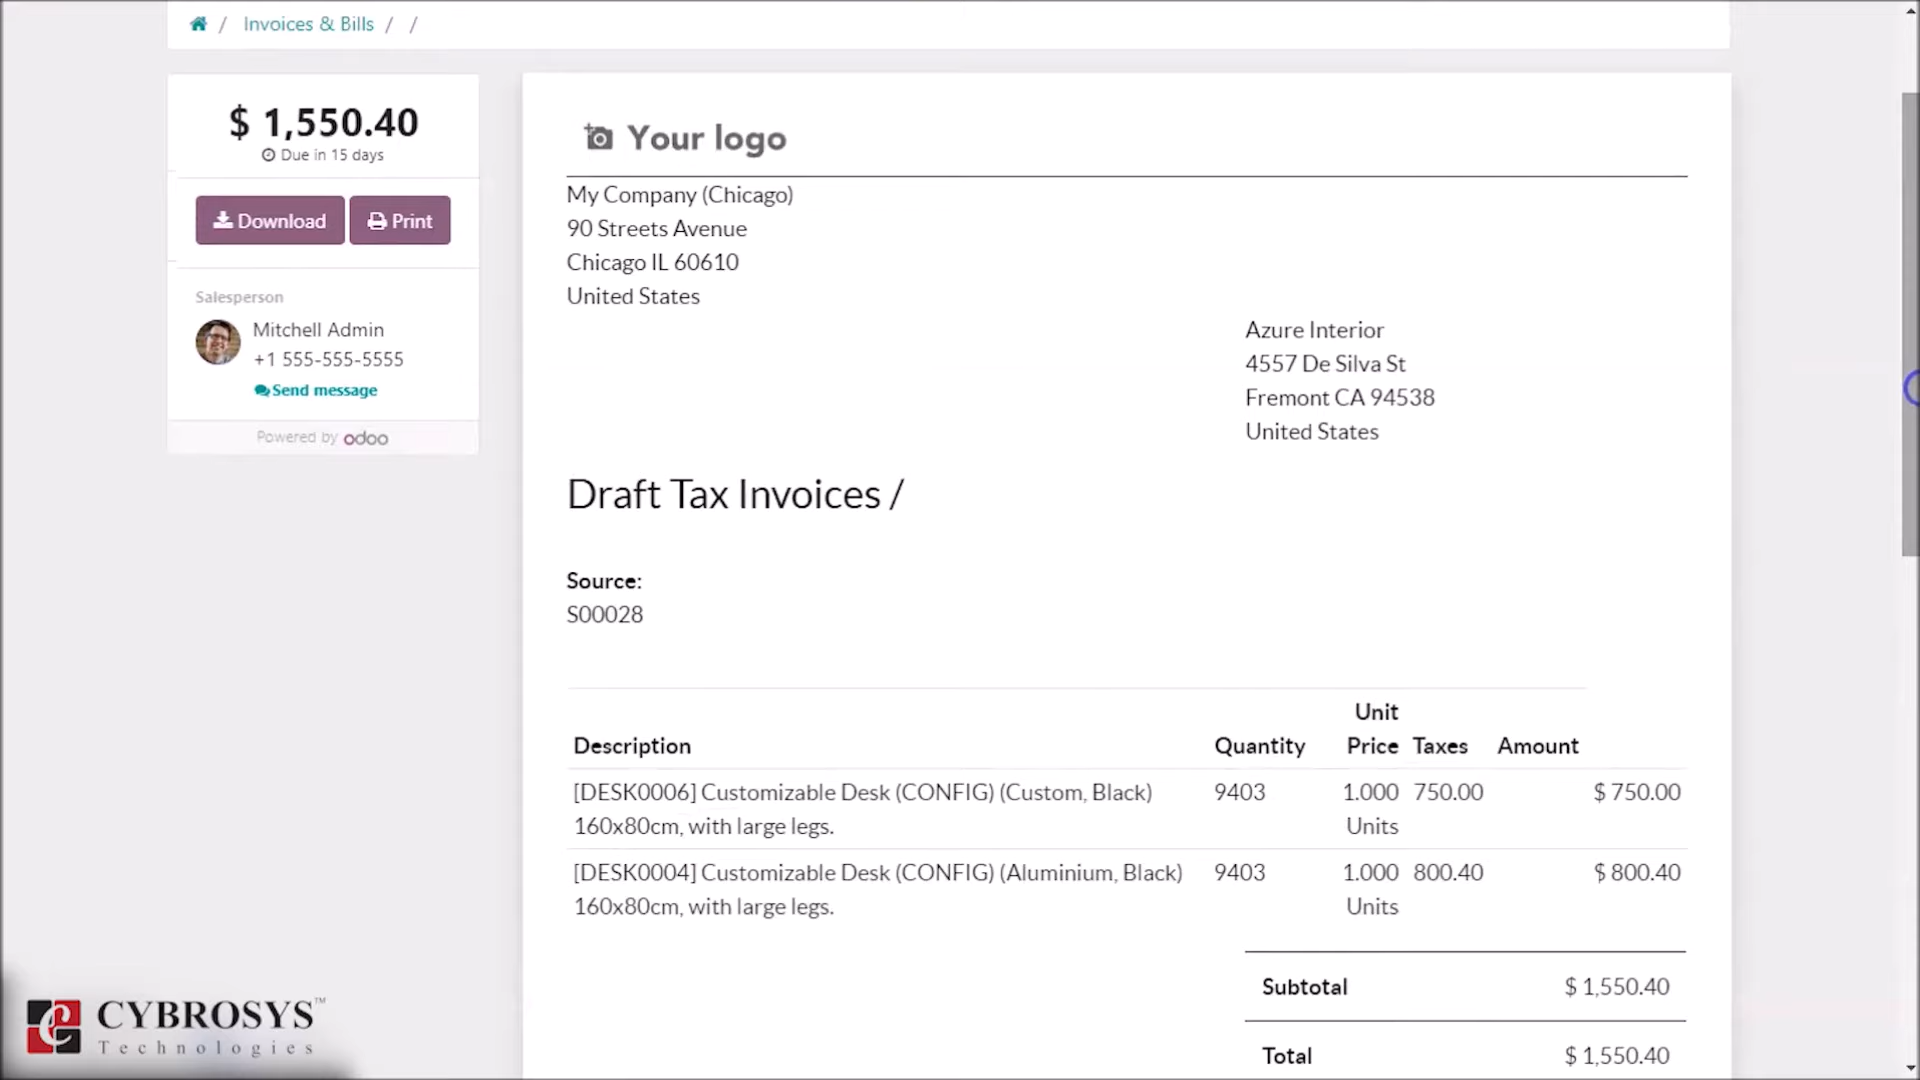 / Invoices & Bills / /
$ 1,550.40
Due in 15 days
Download Print
Salesperson
Mitchell Admin
+1 555-555-5555
Send message
Powered by odoo
Your logo
My Company (Chicago)
90 Streets Avenue
Chicago IL 60610
United States
Azure Interior
4557 De Silva St
Fremont CA 94538
United States
Draft Tax Invoices /
Source:
S00028
Description Quantity Unit Price Taxes Amount
[DESK0006] Customizable Desk (CONFIG) (Custom, Black) 9403 1.000 750.00 $ 750.00
160x80cm, with large legs. Units
[DESK0004] Customizable Desk (CONFIG) (Aluminium, Black) 9403 1.000 800.40 $ 800.40
160x80cm, with large legs. Units
Subtotal $ 1,550.40
Total $ 1,550.40
CYBROSYS™
Technologies